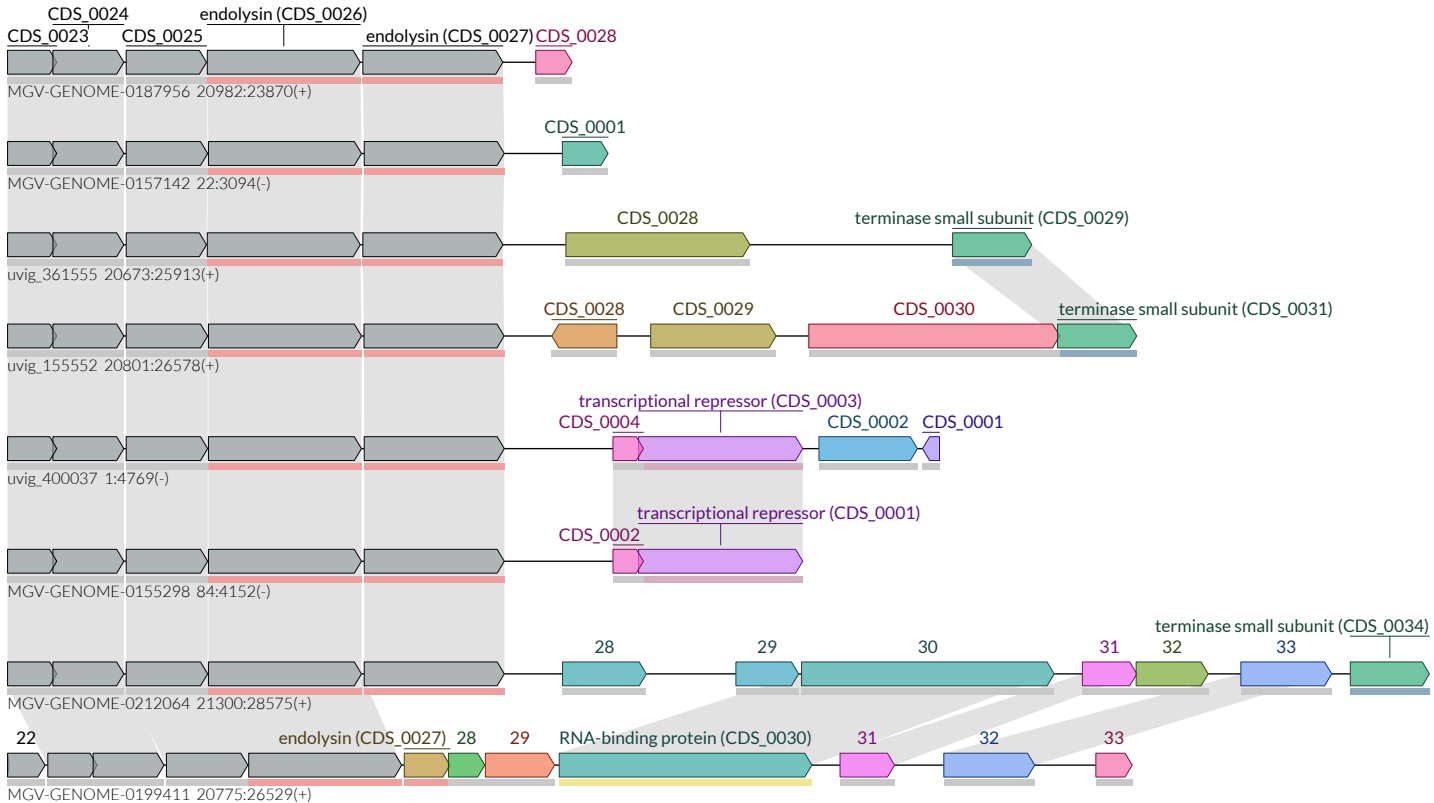 CDS_0024 endolysin (CDS_0026)
CDS_0023 CDS_0025 endolysin (CDS_0027) CDS_0028
MGV-GENOME-0187956 20982:23870(+)
CDS_0001
MGV-GENOME-0157142 22:3094(-)
CDS_0028 terminase small subunit (CDS_0029)
uvig_361555 20673:25913(+)
CDS_0028 CDS_0029 CDS_0030 terminase small subunit (CDS_0031)
uvig_155552 20801:26578(+)
transcriptional repressor (CDS_0003)
CDS_0004 CDS_0002 CDS_0001
uvig_400037 1:4769(-)
transcriptional repressor (CDS_0001)
CDS_0002
MGV-GENOME-0155298 84:4152(-)
terminase small subunit (CDS_0034)
28 29 30 31 32 33
MGV-GENOME-0212064 21300:28575(+)
22 endolysin (CDS_0027) 28 29 RNA-binding protein (CDS_0030) 31 32 33
MGV-GENOME-0199411 20775:26529(+)